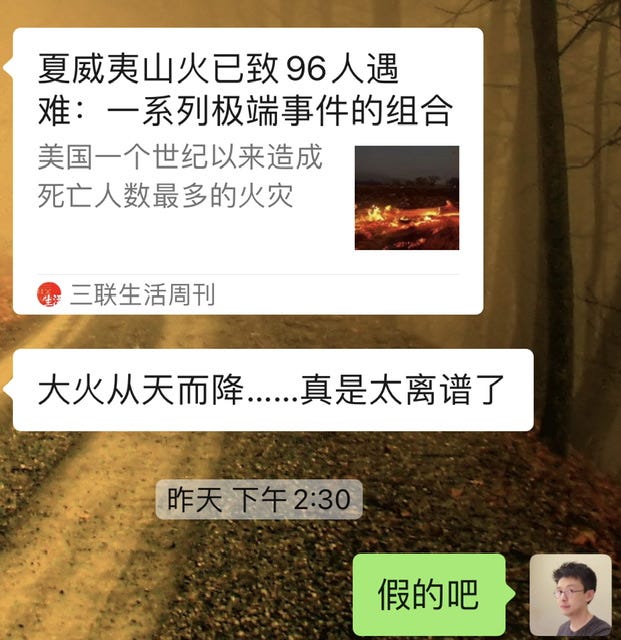 夏威夷山火已致96人遇
难：一系列极端事件的组合
美国一个世纪以来造成
死亡人数最多的火灾
三联生活周刊
大火从天而降……真是太离谱了
昨天 下午2:30
假的吧